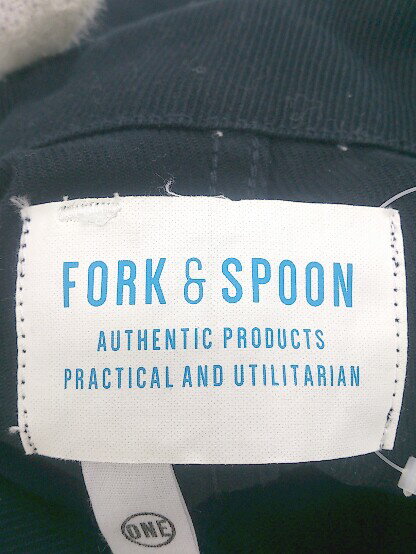 FORK & SPOON
AUTHENTIC PRODUCTS
PRACTICAL AND UTILITARIAN
ONE